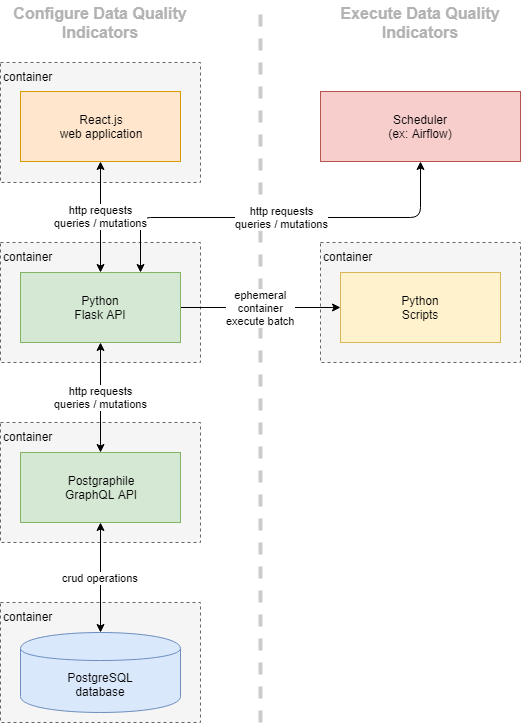 Configure Data Quality
Indicators
Execute Data Quality
Indicators
container
React.js
web application
Scheduler
(ex: Airflow)
http requests
queries / mutations
http requests
queries / mutations
container
Python
Flask API
ephemeral
container
execute batch
container
Python
Scripts
http requests
queries / mutations
container
Postgraphile
GraphQL API
crud operations
container
PostgreSQL
database